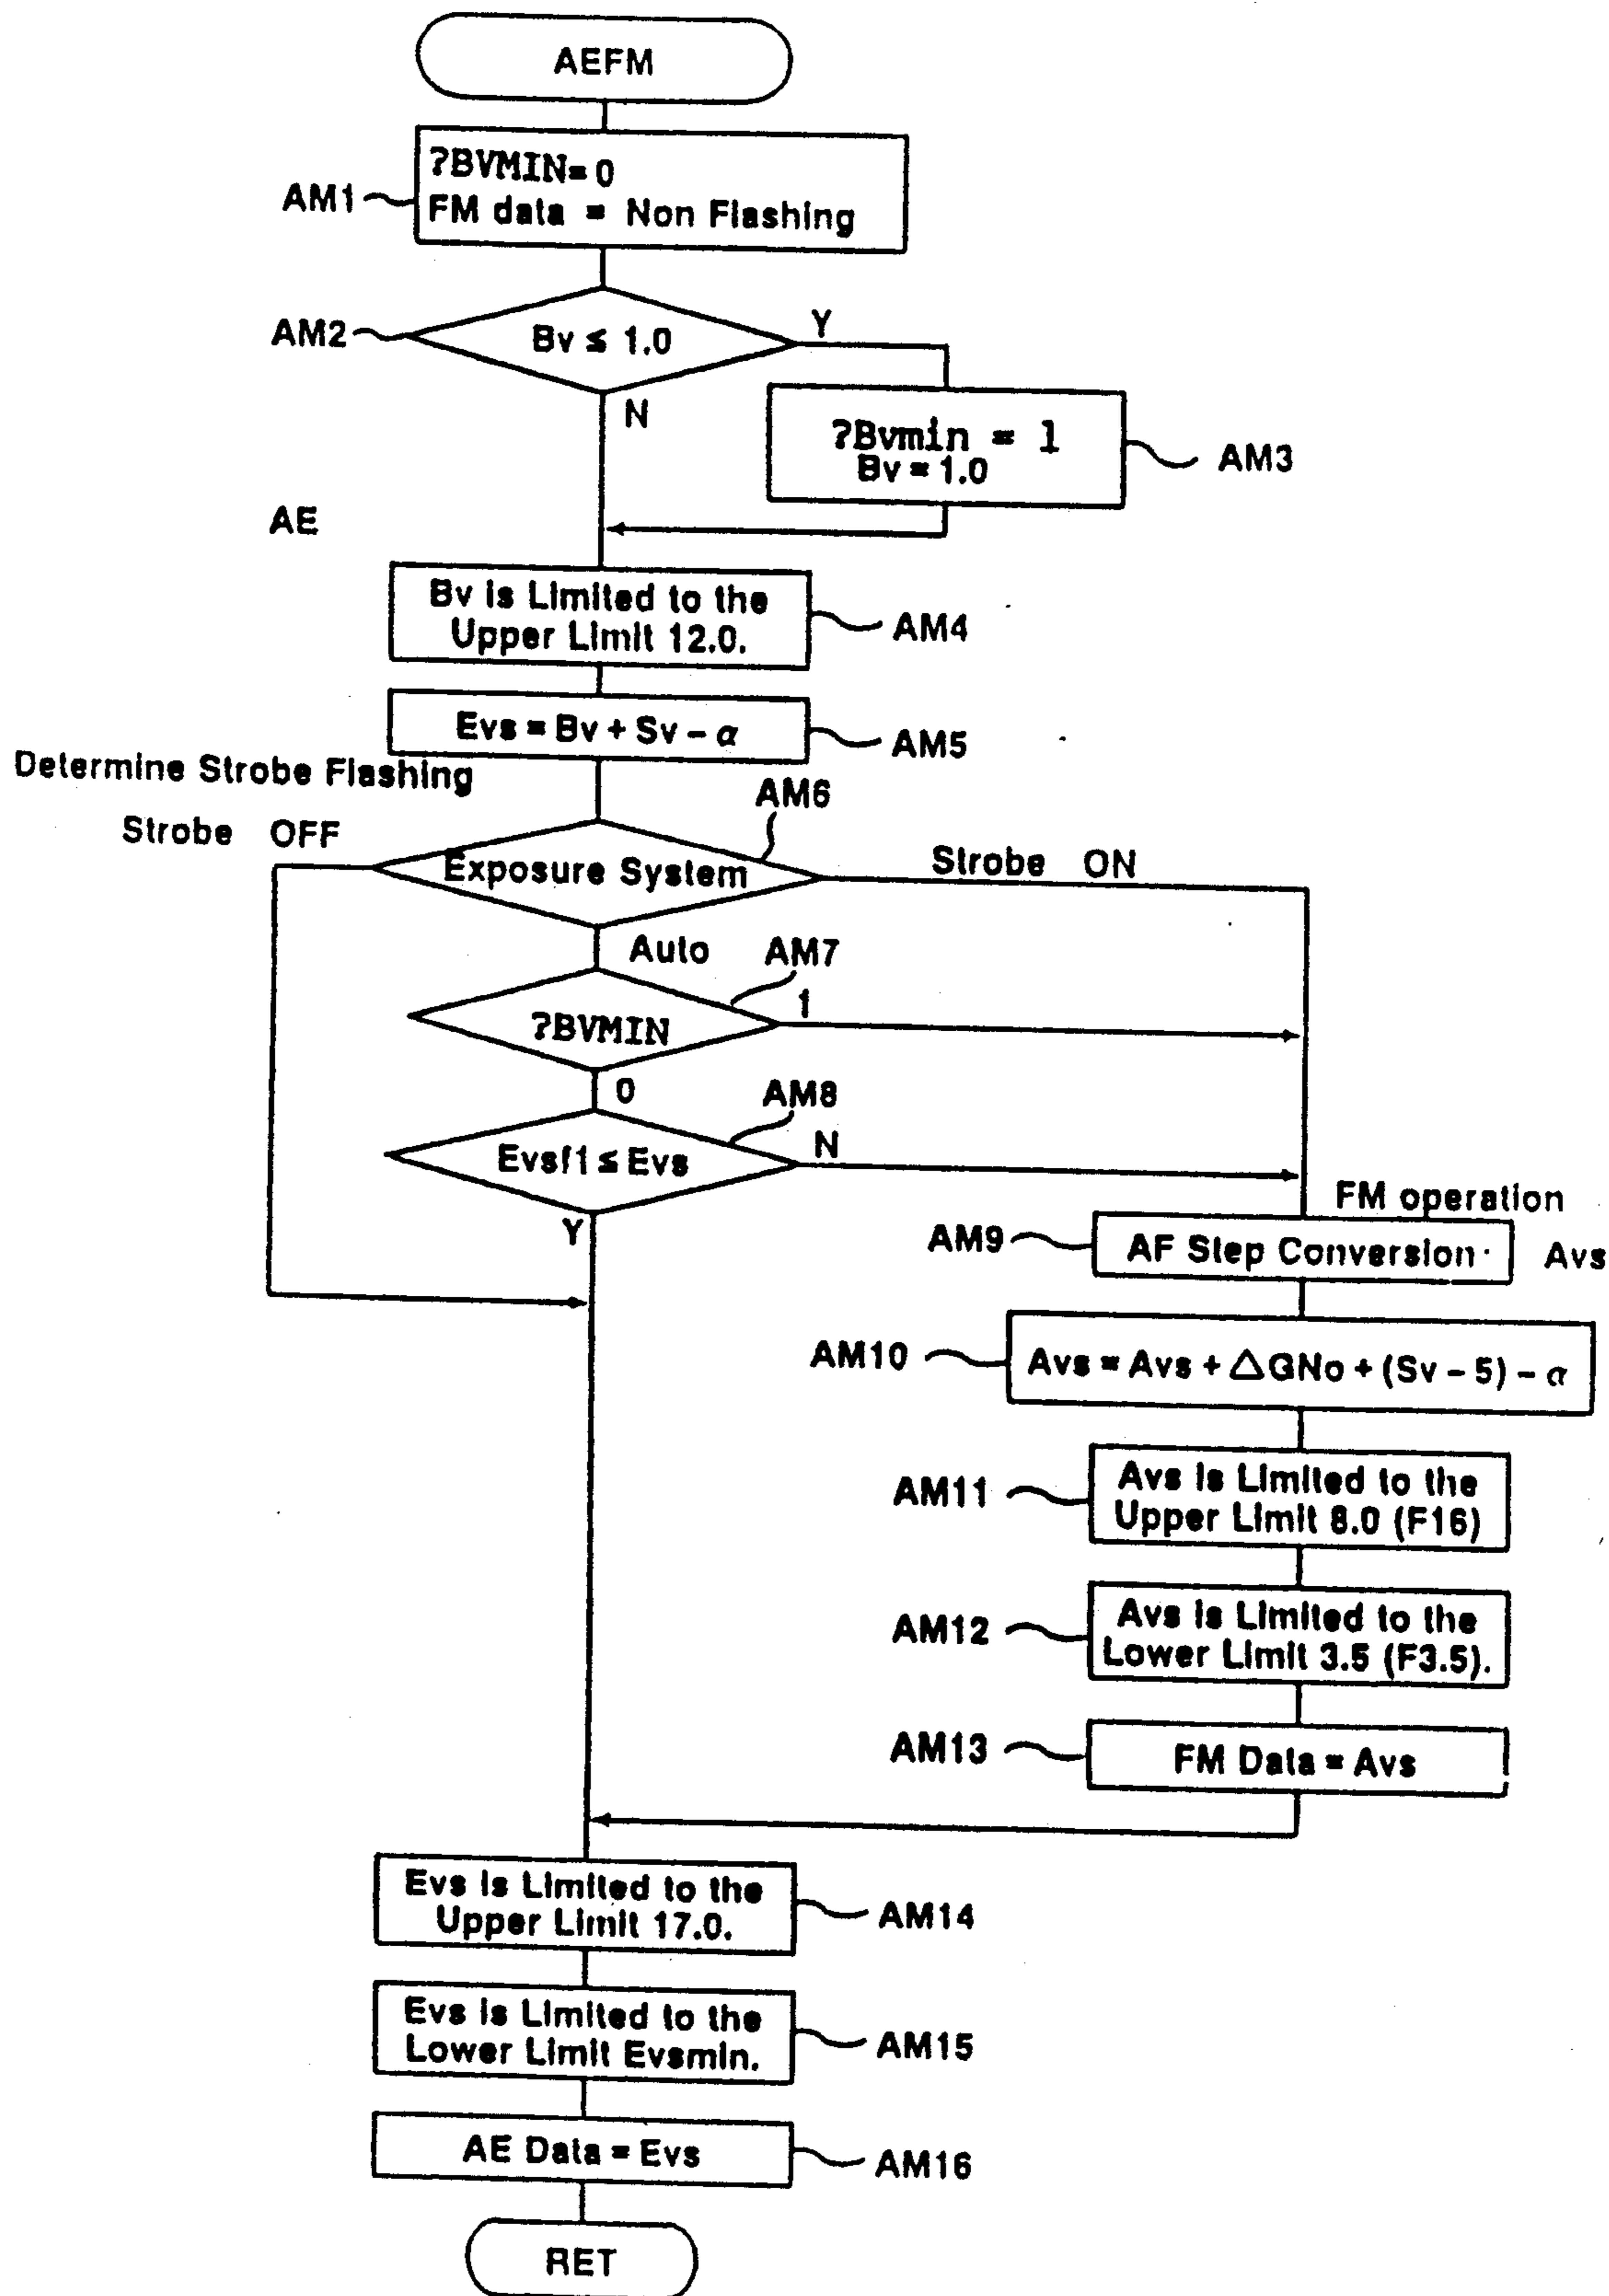 AEFM
?BVMIN=0
FM data = Non Flashing
AM1
AM2
Bv ≤ 1.0
Y
N
?Bvmin = 1
Bv = 1.0
AM3
AE
Bv is Limited to the
Upper Limit 12.0.
AM4
Evs = Bv + Sv - α
AM5
Determine Strobe Flashing
AM6
Strobe OFF
Exposure System
Strobe ON
Auto
AM7
?BVMIN
1
0
AM8
Evsf1 ≤ Evs
N
Y
FM operation
AM9
AF Step Conversion
Avs
AM10
Avs = Avs + △GNo + (Sv - 5) - α
AM11
Avs is Limited to the
Upper Limit 8.0 (F16)
AM12
Avs is Limited to the
Lower Limit 3.5 (F3.5).
AM13
FM Data = Avs
Evs is Limited to the
Upper Limit 17.0.
AM14
Evs is Limited to the
Lower Limit Evsmin.
AM15
AE Data = Evs
AM16
RET